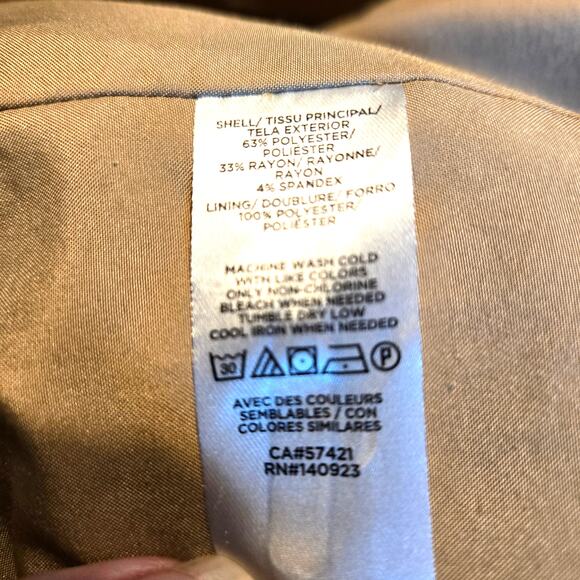 SHELL/ TISSU PRINCIPAL/
TELA EXTERIOR
63% POLYESTER/
POLIÉSTER
33% RAYON/ RAYONNE/
RAYON
4% SPANDEX
LINING/ DOUBLURE/ FORRO
100% POLYESTER/
POLIÉSTER
MACHINE WASH COLD
WITH LIKE COLORS
ONLY NON-CHLORINE
BLEACH WHEN NEEDED
TUMBLE DRY LOW
COOL IRON WHEN NEEDED
30 P
AVEC DES COULEURS
SEMBLABLES / CON
COLORES SIMILARES
CA#57421
RN#140923